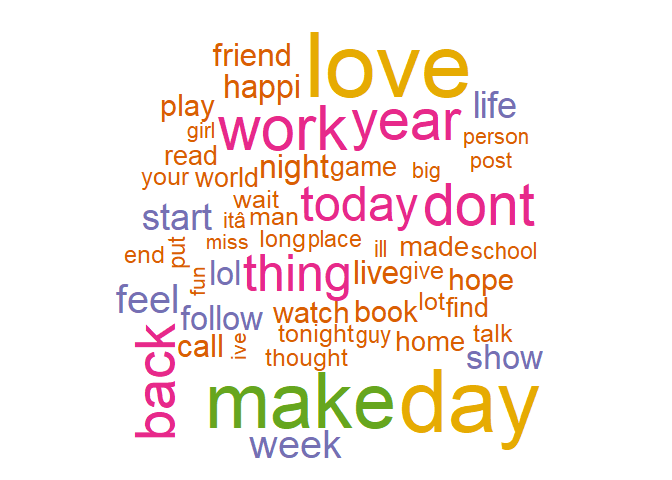 friend love
happi life
play year
girl work person
read night game big post
your world
wait today dont
start itâ man
miss long place ill made school
end put
fun lol thing live give hope
feel
follow watch book lot find
tonight guy home talk
call ive
thought show
back
make day
week